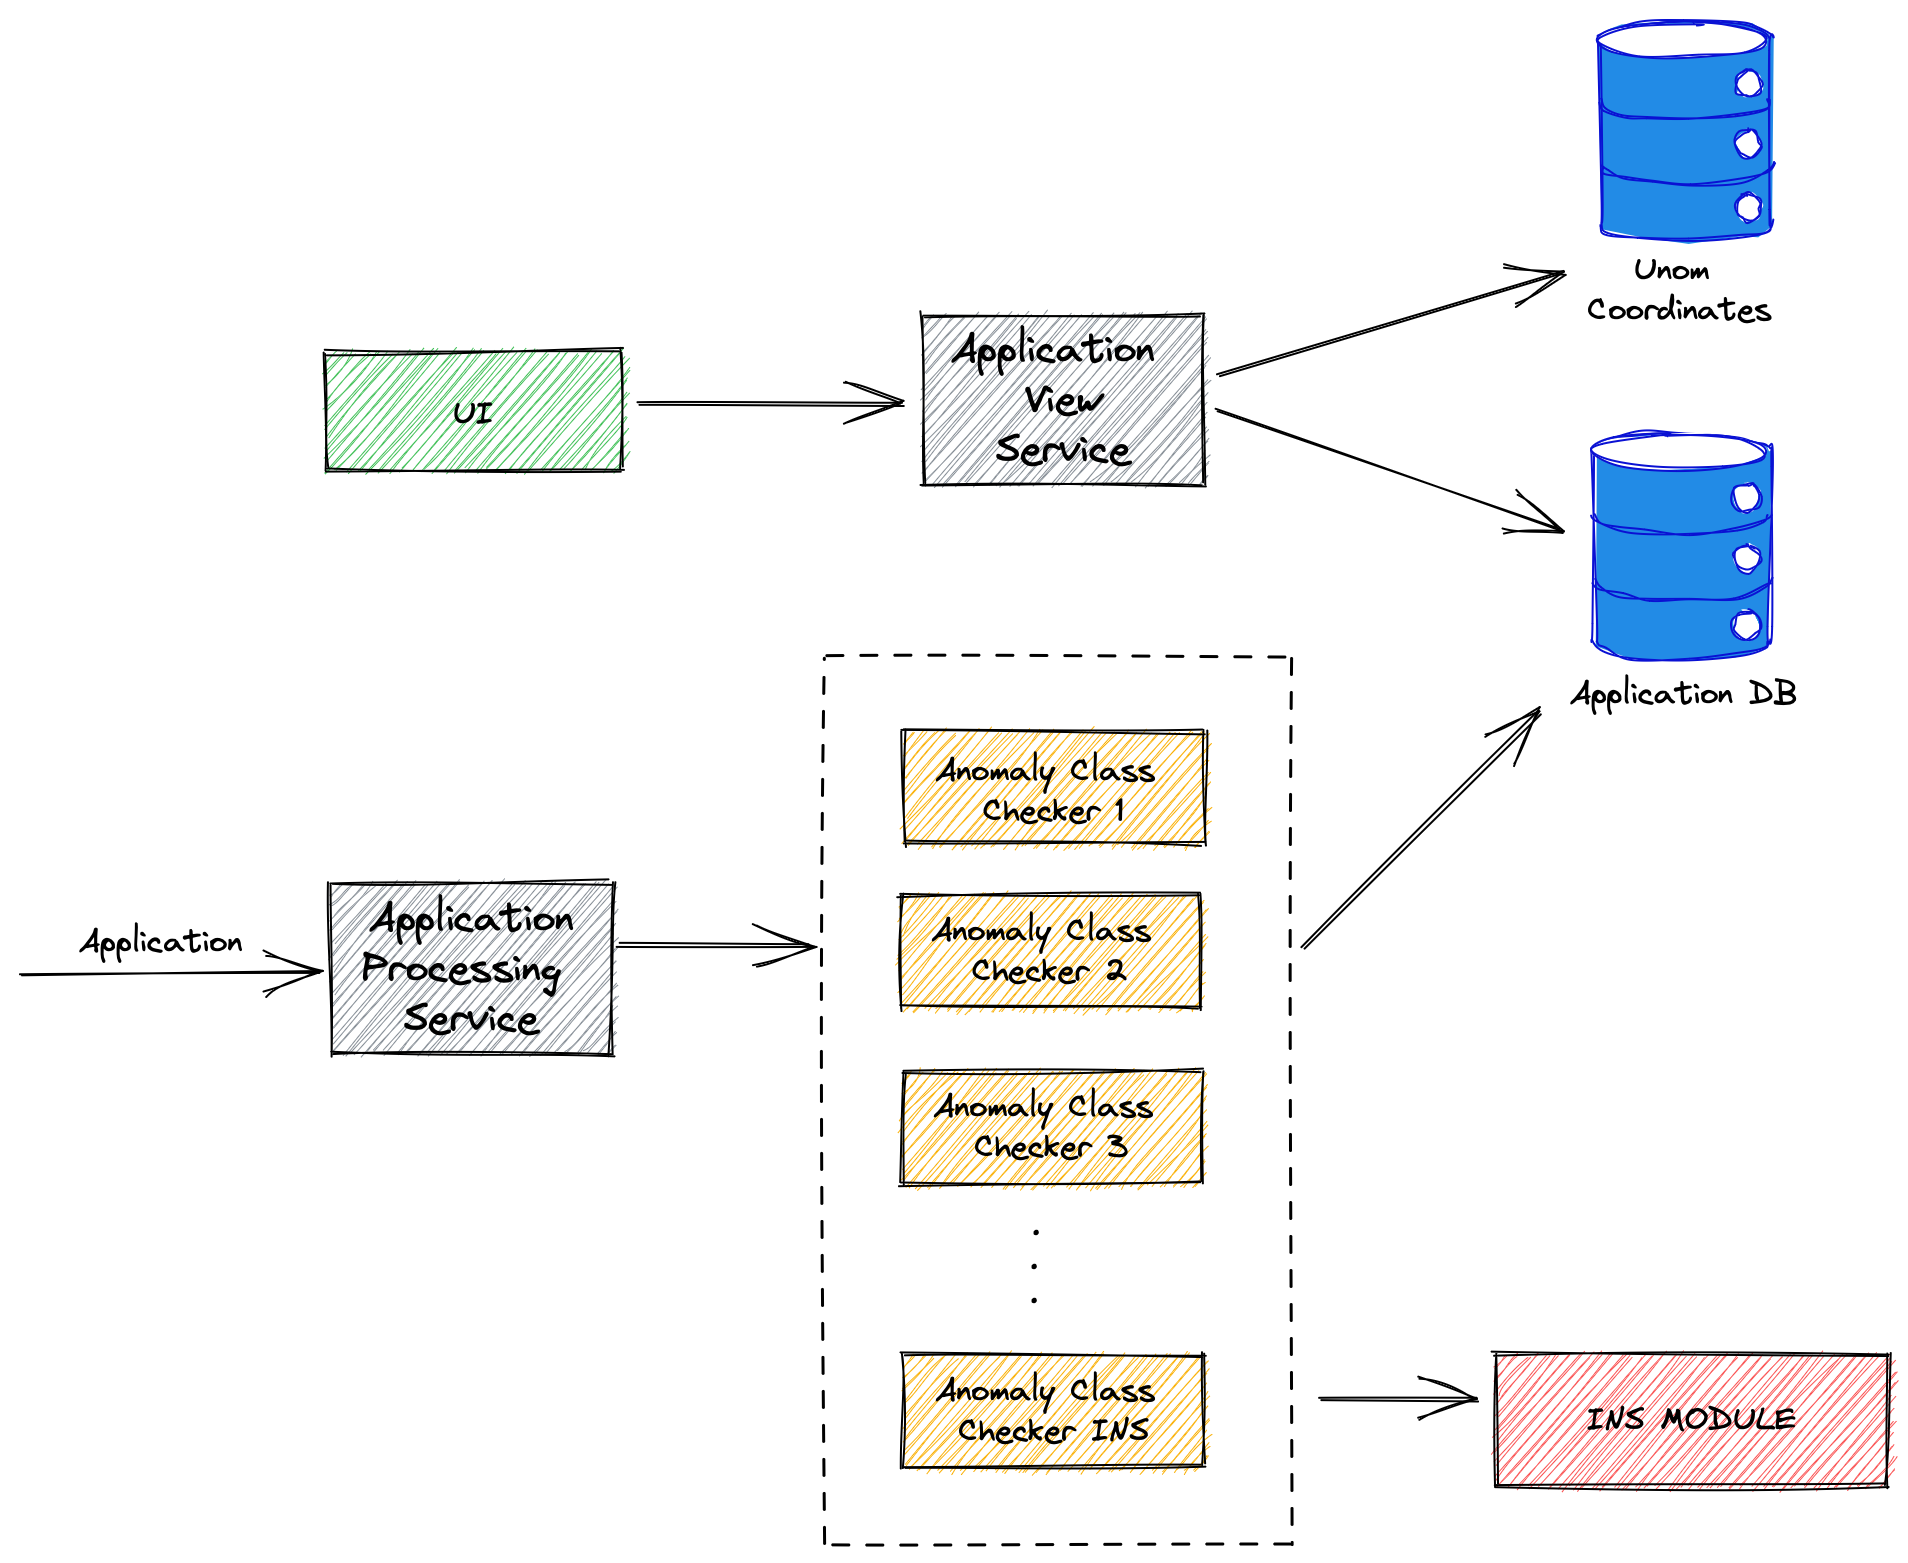 Unom
Coordinates
UI
Application
View
Service
Application DB
Anomaly Class
Checker 1
Application
Application
Processing
Service
Anomaly Class
Checker 2
Anomaly Class
Checker 3
Anomaly Class
Checker INS
INS MODULE